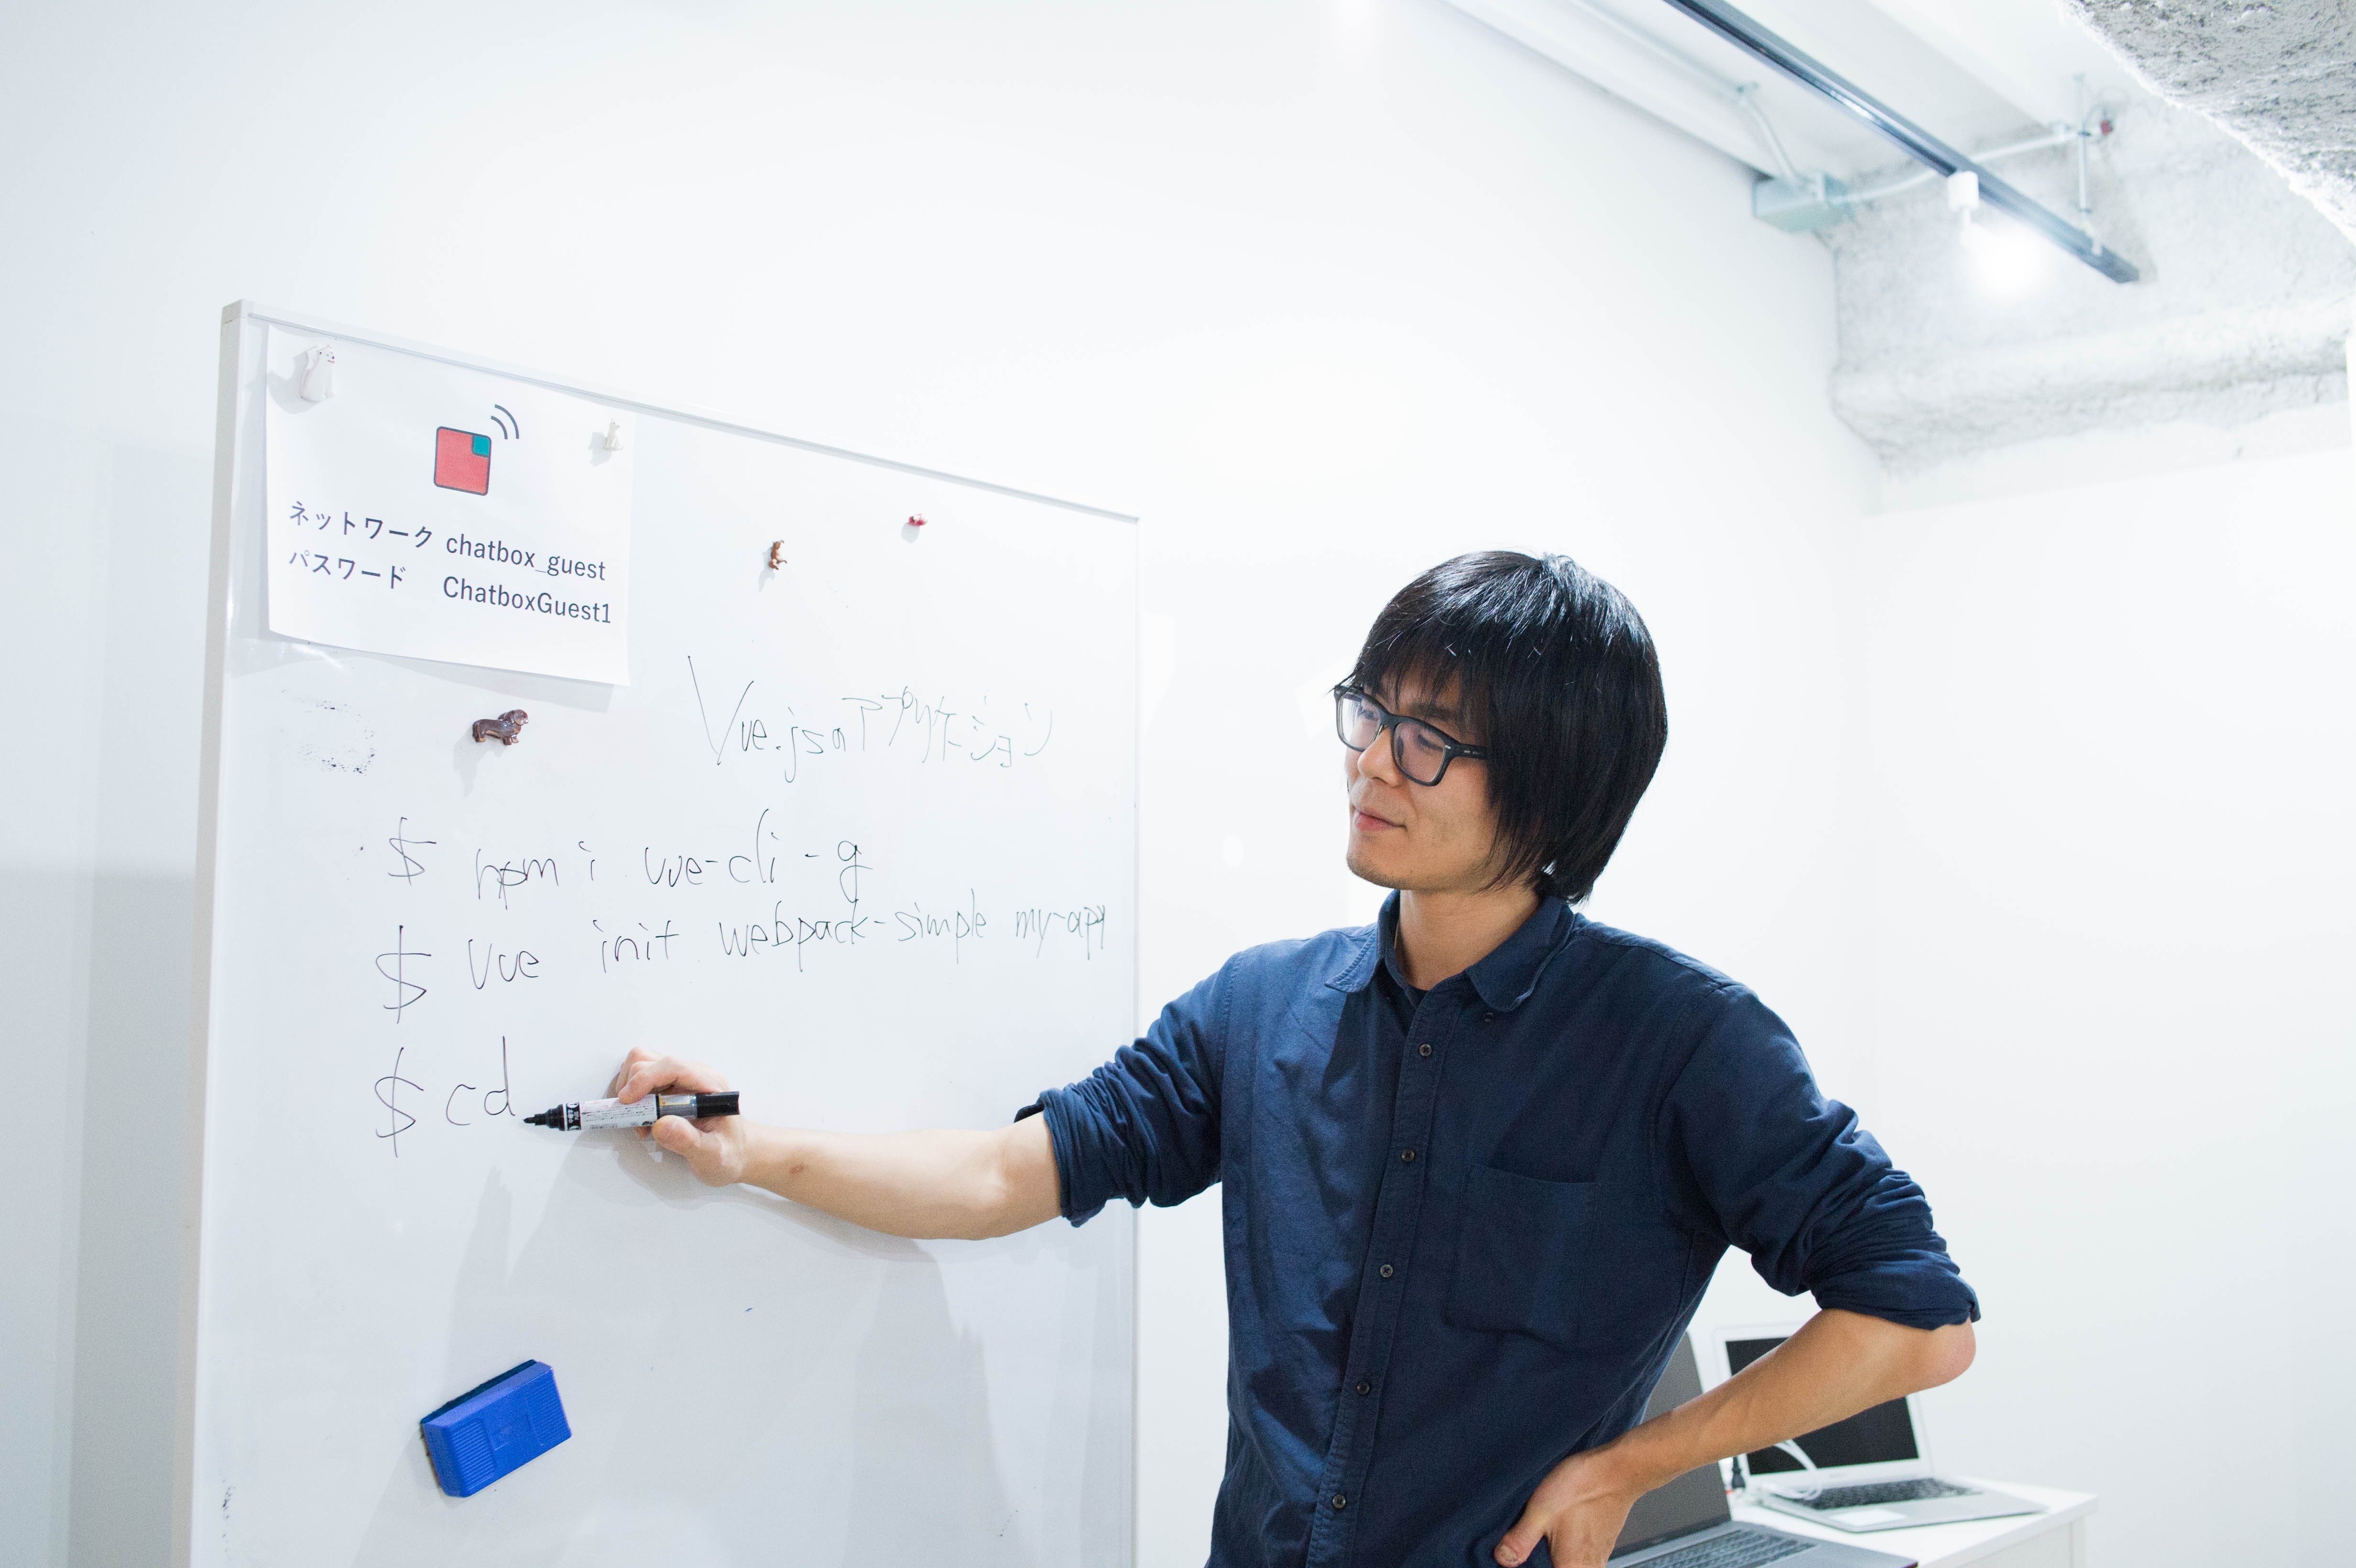 ネットワーク chatbox_guest
パスワード ChatboxGuest1
Vue.jsのアプリケーション
$ npm i vue-cli -g
$ vue init webpack-simple my-app
$ cd